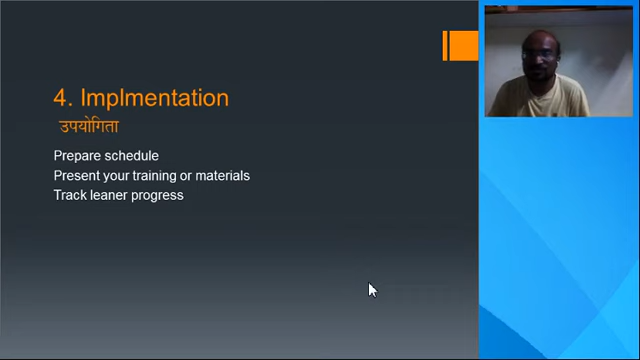 4. Implmentation
उपयोगिता
Prepare schedule
Present your training or materials
Track leaner progress